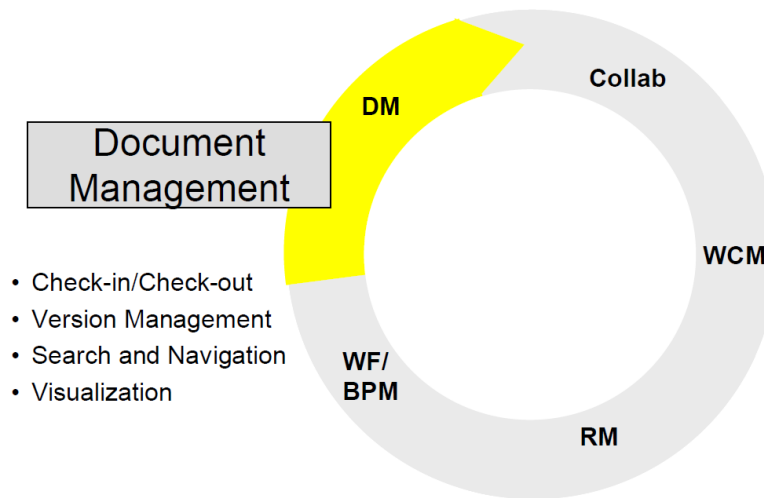 Collab
DM
Document
Management
WCM
• Check-in/Check-out
• Version Management
• Search and Navigation
• Visualization
WF/
BPM
RM